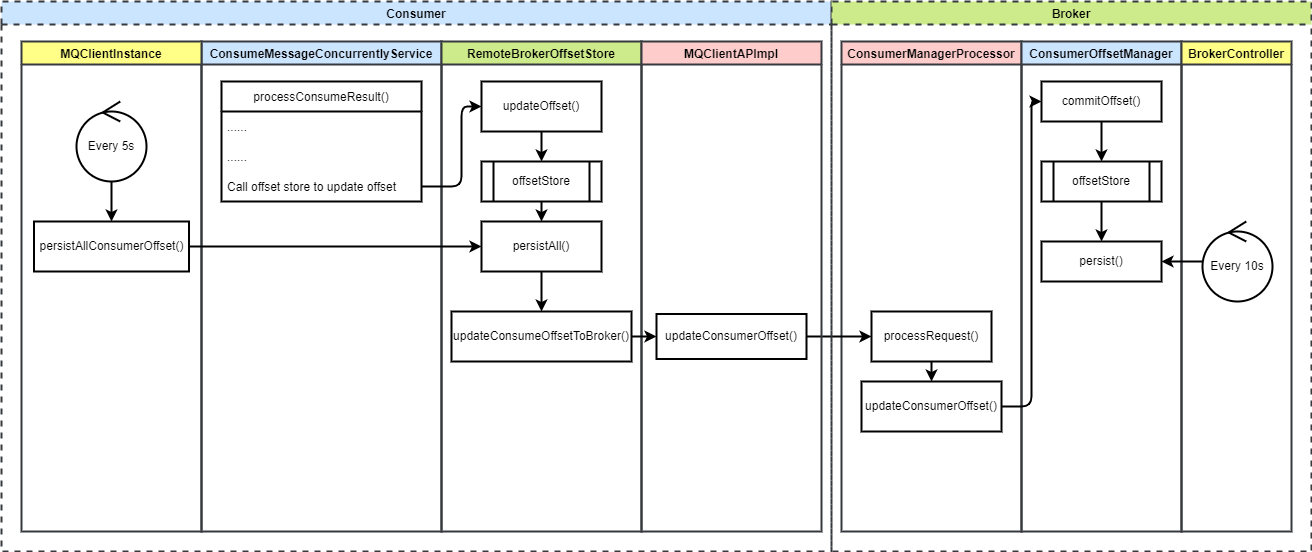 Consumer
Broker
MQClientInstance
ConsumeMessageConcurrentlyService
RemoteBrokerOffsetStore
MQClientAPImpl
ConsumerManagerProcessor
ConsumerOffsetManager
BrokerController
Every 5s
persistAllConsumerOffset()
processConsumeResult()
......
......
Call offset store to update offset
updateOffset()
offsetStore
persistAll()
updateConsumeOffsetToBroker()
updateConsumerOffset()
processRequest()
updateConsumerOffset()
commitOffset()
offsetStore
persist()
Every 10s